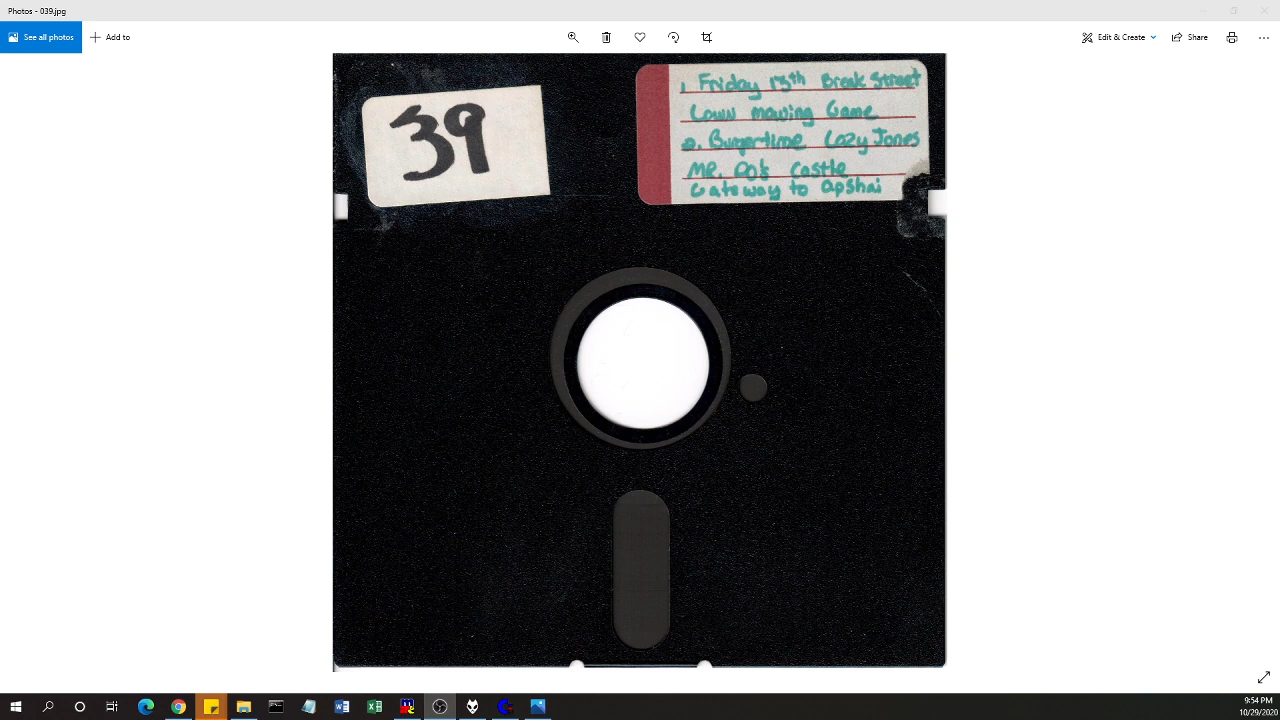 Photos - 039.jpg
See all photos
Add to
Edit & Create
Share
39
1 Friday 13th Break Street
Lown mowing Game
2. Burgertime Lazy Jones
MR. Do's Castle
Gateway to Apshai
9:54 PM
10/29/2020